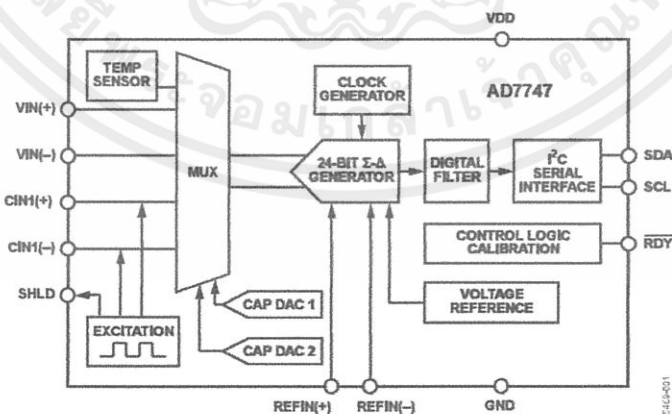 VDD
TEMP
SENSOR
CLOCK
GENERATOR
AD7747
VIN(+)
VIN(–)
MUX
24-BIT Σ-Δ
GENERATOR
DIGITAL
FILTER
I²C
SERIAL
INTERFACE
SDA
SCL
CIN1(+)
CIN1(–)
CONTROL LOGIC
CALIBRATION
RDY
SHLD
EXCITATION
CAP DAC 1
CAP DAC 2
VOLTAGE
REFERENCE
REFIN(+)
REFIN(–)
GND